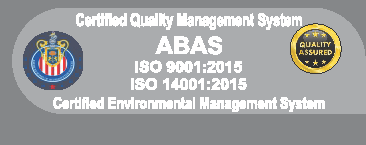 Certified Quality Management System
ABAS
QUALITY
ASSURED
ISO 9001:2015
ISO 14001:2015
Certified Environmental Management System